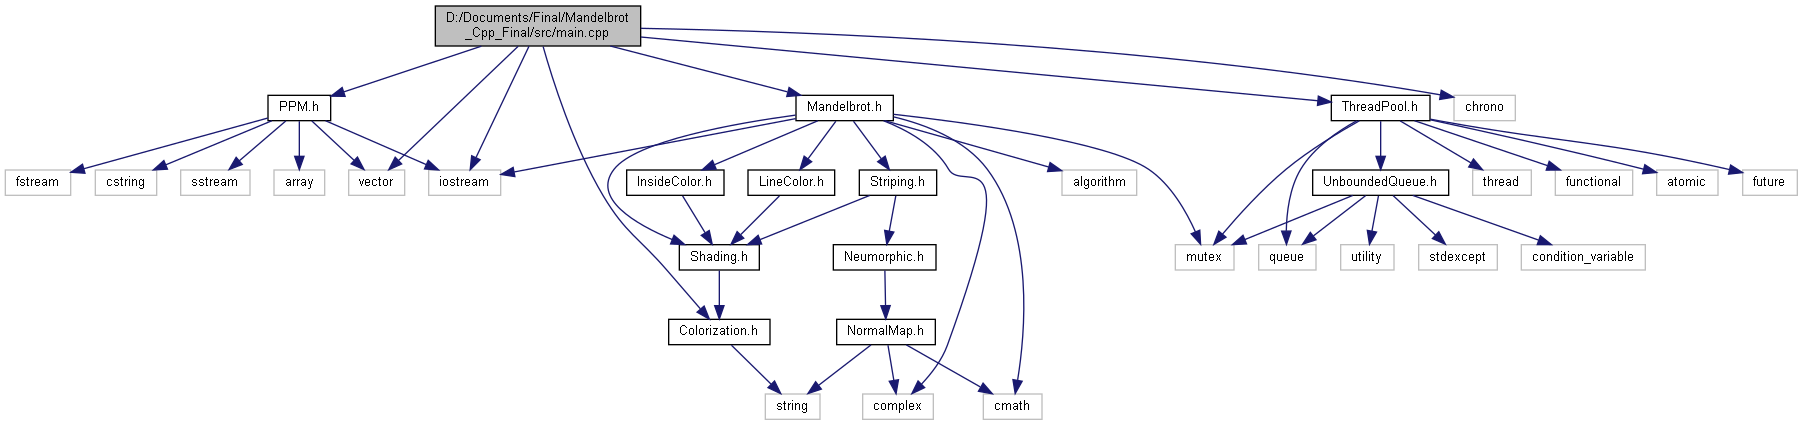 D:/Documents/Final/Mandelbrot
_Cpp_Final/src/main.cpp
PPM.h
Mandelbrot.h
ThreadPool.h
chrono
fstream
cstring
sstream
array
vector
iostream
InsideColor.h
LineColor.h
Striping.h
algorithm
UnboundedQueue.h
thread
functional
atomic
future
Shading.h
Neumorphic.h
mutex
queue
utility
stdexcept
condition_variable
Colorization.h
NormalMap.h
string
complex
cmath